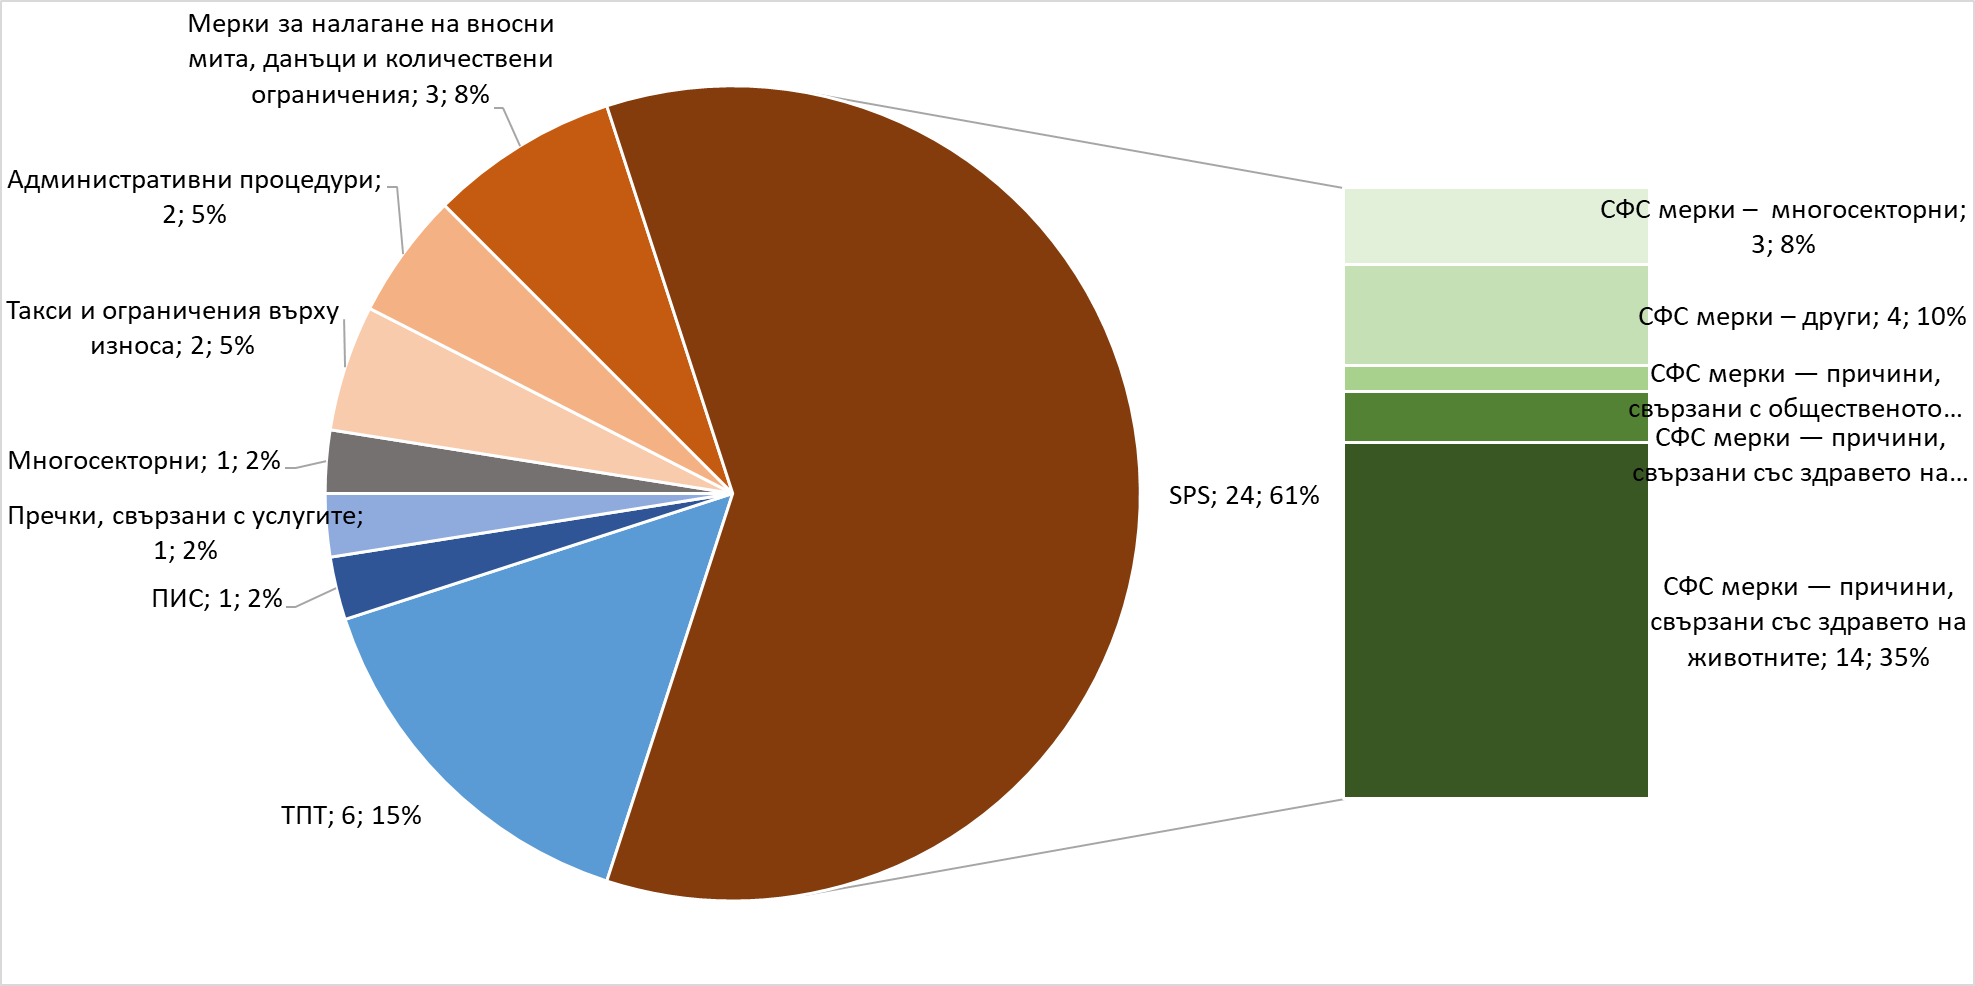 Мерки за налагане на вносни
мита, данъци и количествени
ограничения; 3; 8%
Административни процедури;
2; 5%
Такси и ограничения върху
износа; 2; 5%
Многосекторни; 1; 2%
Пречки, свързани с услугите;
1; 2%
ПИС; 1; 2%
ТПТ; 6; 15%
SPS; 24; 61%
СФС мерки –  многосекторни;
3; 8%
СФС мерки – други; 4; 10%
СФС мерки — причини,
свързани с общественото…
СФС мерки — причини,
свързани със здравето на…
СФС мерки — причини,
свързани със здравето на
животните; 14; 35%